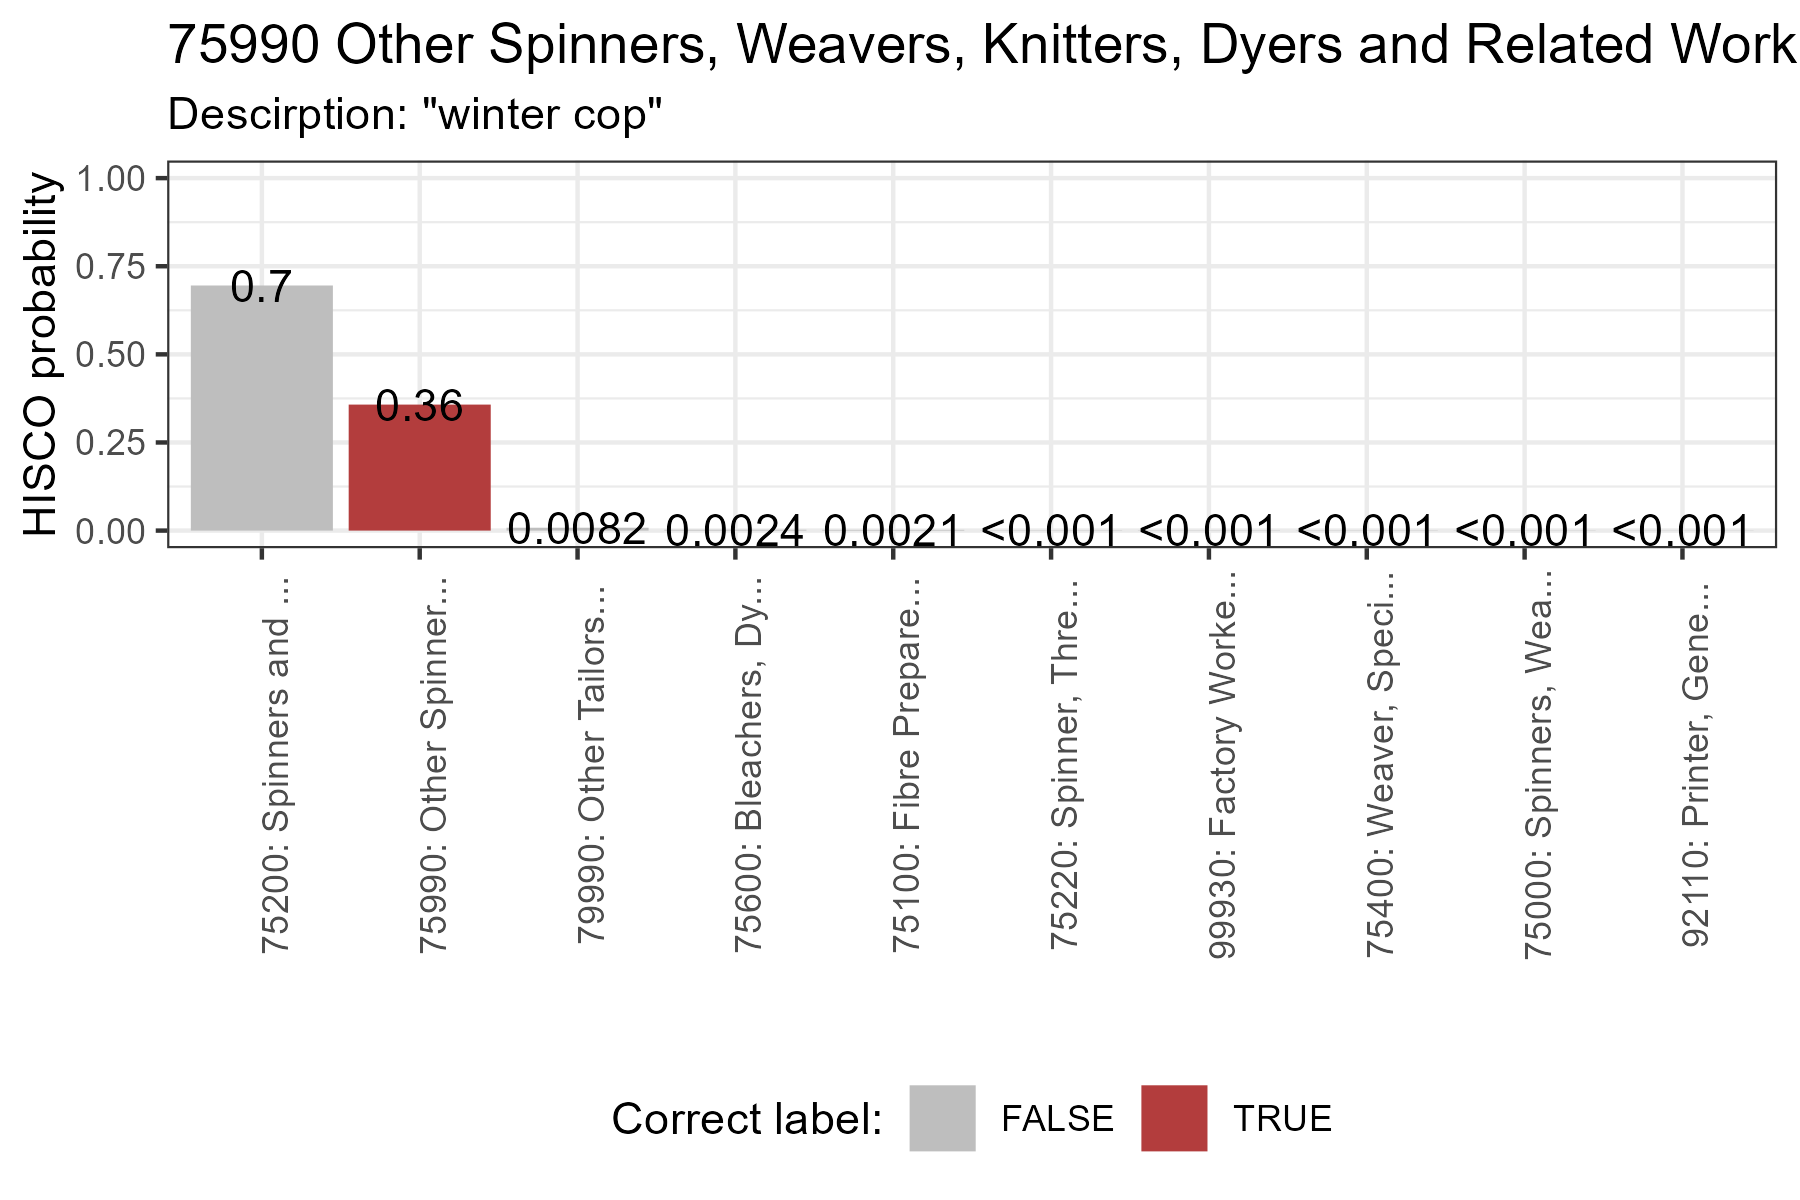 75990 Other Spinners, Weavers, Knitters, Dyers and Related Work
Descirption: "winter cop"
HISCO probability
1.00
0.75
0.50
0.25
0.00
0.7
0.36
0.0082
0.0024
0.0021
<0.001
<0.001
<0.001
<0.001
<0.001
75200: Spinners and ...
75990: Other Spinner...
79990: Other Tailors...
75600: Bleachers, Dy...
75100: Fibre Prepare...
75220: Spinner, Thre...
99930: Factory Worke...
75400: Weaver, Speci...
75000: Spinners, Wea...
92110: Printer, Gene...
Correct label: FALSE TRUE